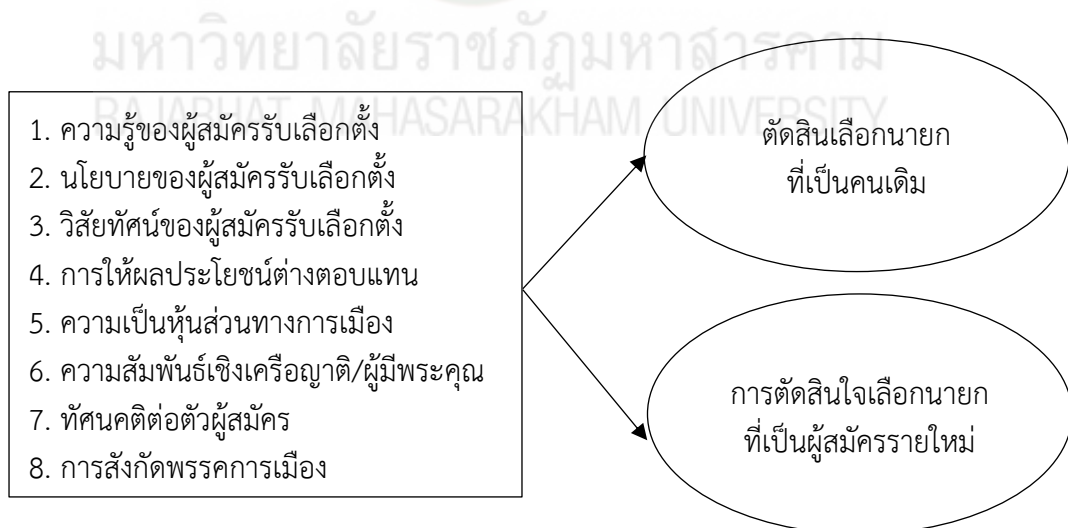 มหาวิทยาลัยราชภัฏมหาสารคาม
RAJABHAT MAHASARAKHAM UNIVERSITY
1. ความรู้ของผู้สมัครรับเลือกตั้ง
2. นโยบายของผู้สมัครรับเลือกตั้ง
3. วิสัยทัศน์ของผู้สมัครรับเลือกตั้ง
4. การให้ผลประโยชน์ต่างตอบแทน
5. ความเป็นหุ้นส่วนทางการเมือง
6. ความสัมพันธ์เชิงเครือญาติ/ผู้มีพระคุณ
7. ทัศนคติต่อตัวผู้สมัคร
8. การสังกัดพรรคการเมือง
ตัดสินเลือกนายก
ที่เป็นคนเดิม
การตัดสินใจเลือกนายก
ที่เป็นผู้สมัครรายใหม่